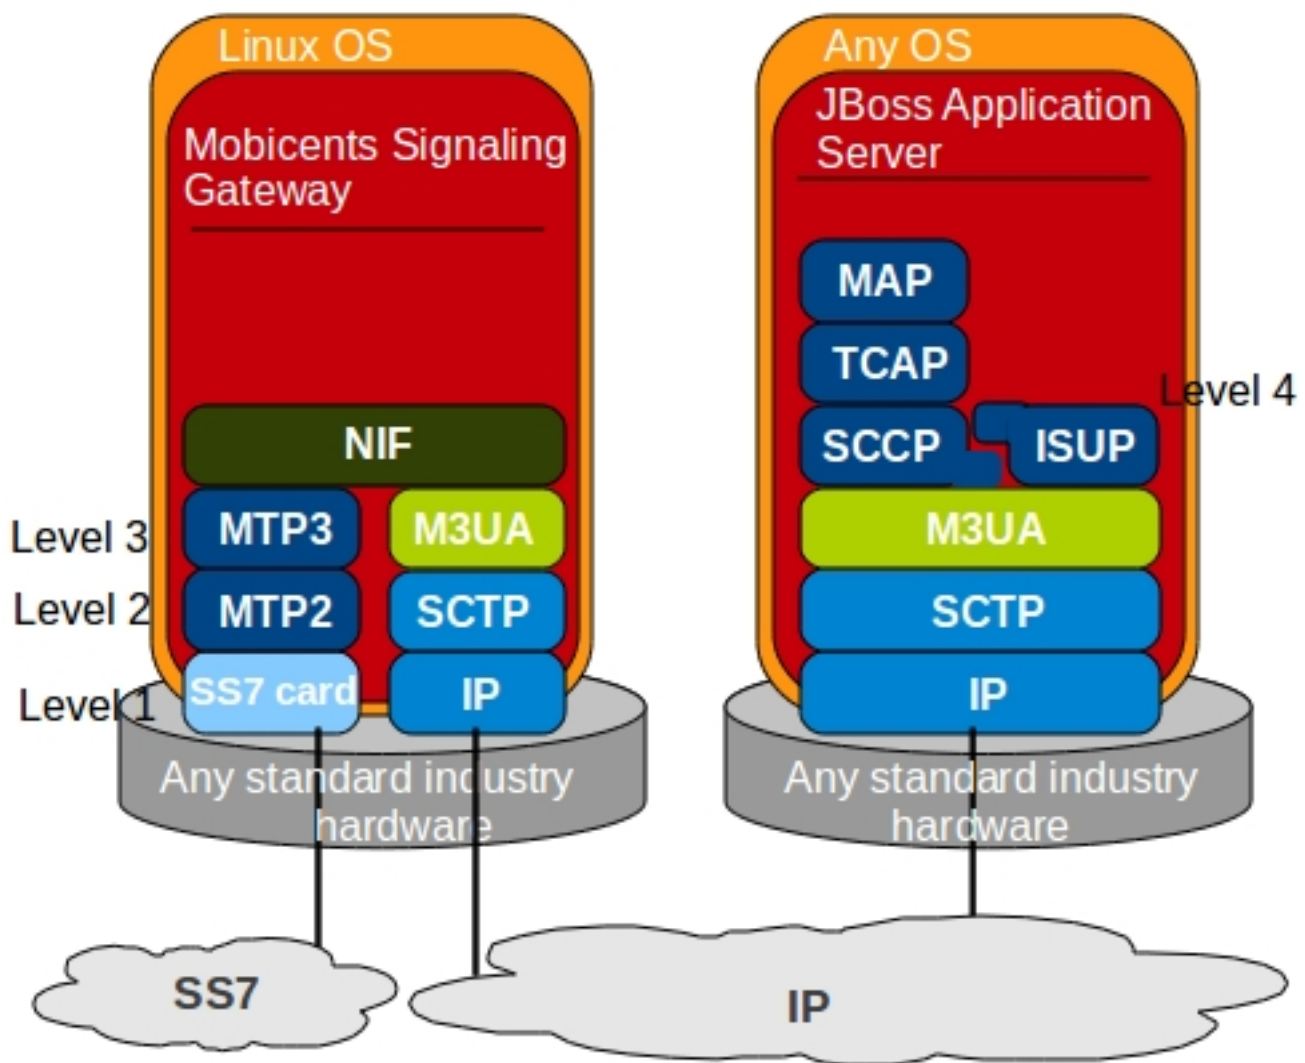 Linux OS
Mobicents Signaling
Gateway
NIF
MTP3
M3UA
MTP2
SCTP
SS7 card
IP
Level 3
Level 2
Level 1
Any standard industry
hardware
Any OS
JBoss Application
Server
MAP
TCAP
SCCP
ISUP
Level 4
M3UA
SCTP
IP
Any standard industry
hardware
SS7
IP